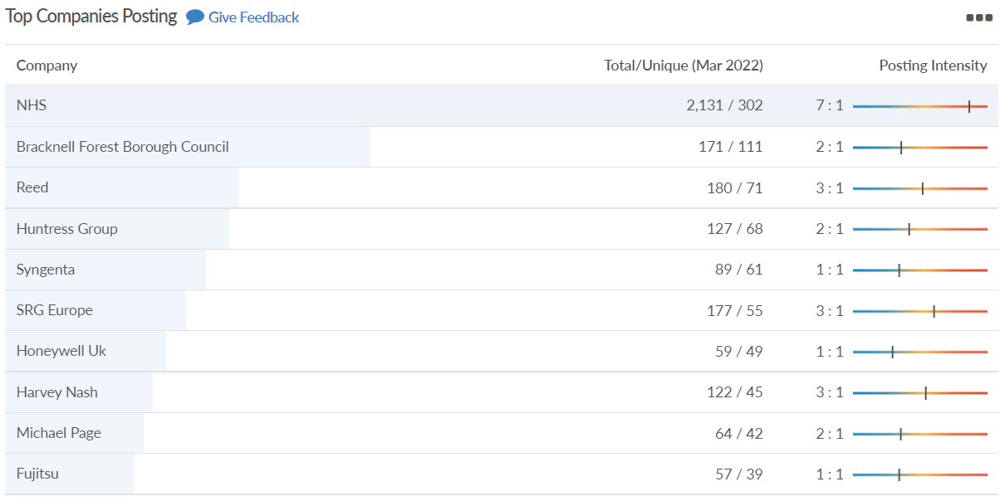 Top Companies Posting Give Feedback
Company Total/Unique (Mar 2022) Posting Intensity
NHS 2,131 / 302 7 : 1
Bracknell Forest Borough Council 171 / 111 2 : 1
Reed 180 / 71 3 : 1
Huntress Group 127 / 68 2 : 1
Syngenta 89 / 61 1 : 1
SRG Europe 177 / 55 3 : 1
Honeywell Uk 59 / 49 1 : 1
Harvey Nash 122 / 45 3 : 1
Michael Page 64 / 42 2 : 1
Fujitsu 57 / 39 1 : 1